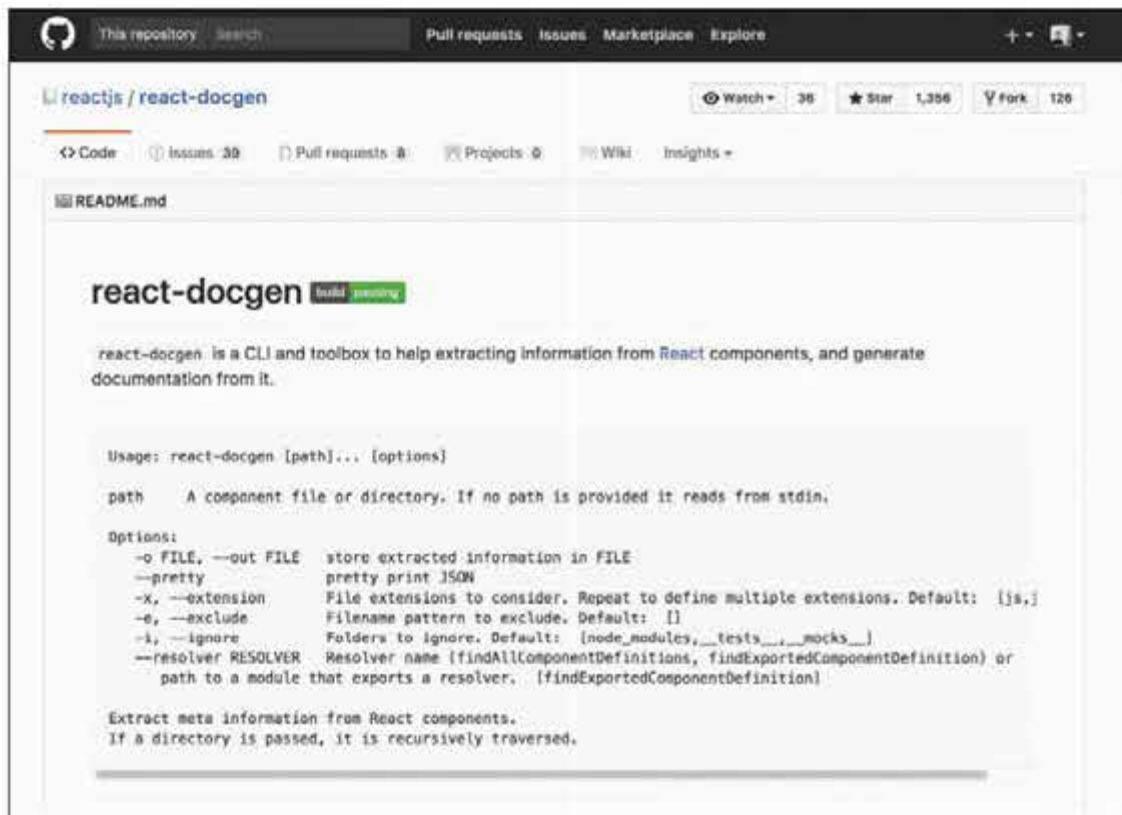 This repository Search Pull requests Issues Marketplace Explore
reactjs / react-docgen Watch 36 Star 1,356 Fork 126
<> Code Issues 30 Pull requests 8 Projects 0 Wiki Insights
README.md
react-docgen build passing
react-docgen is a CLI and toolbox to help extracting information from React components, and generate
documentation from it.
Usage: react-docgen [path]... [options]
path A component file or directory. If no path is provided it reads from stdin.
Options:
-o FILE, --out FILE store extracted information in FILE
--pretty pretty print JSON
-x, --extension File extensions to consider. Repeat to define multiple extensions. Default: [js,j
-e, --exclude Filename pattern to exclude. Default: []
-i, --ignore Folders to ignore. Default: [node_modules,__tests__,__mocks__]
--resolver RESOLVER Resolver name (findAllComponentDefinitions, findExportedComponentDefinition) or
path to a module that exports a resolver. [findExportedComponentDefinition]
Extract meta information from React components.
If a directory is passed, it is recursively traversed.